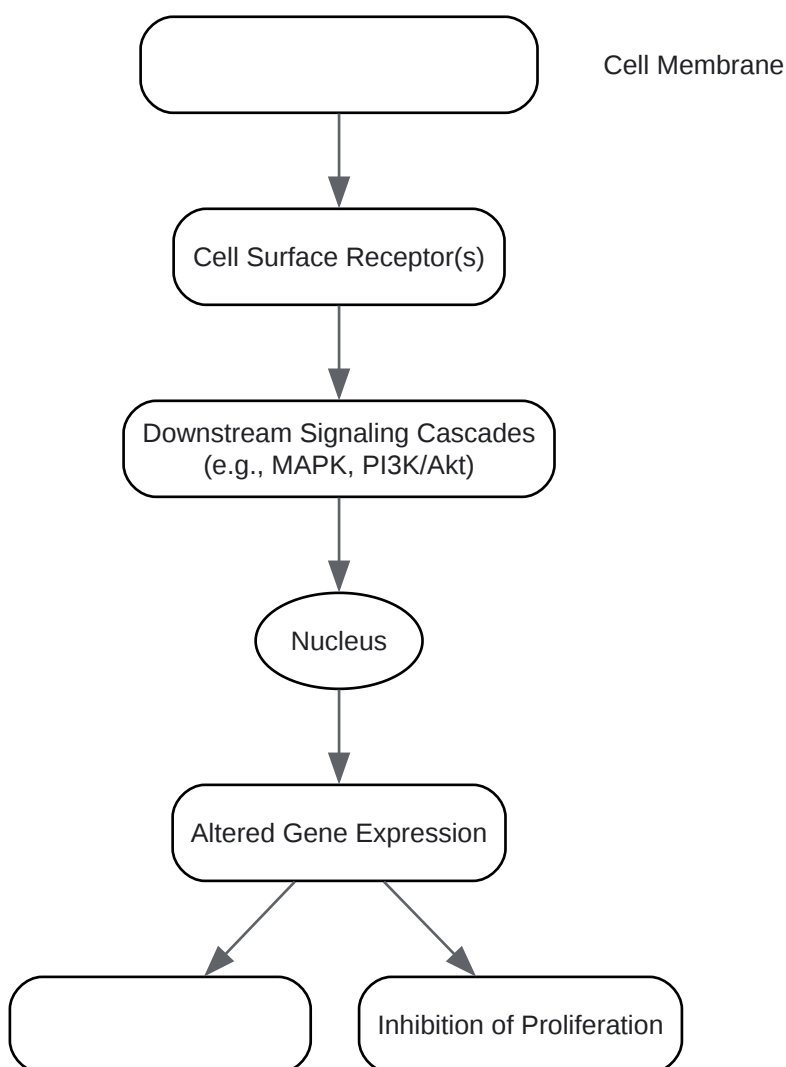 Cell Membrane
Cell Surface Receptor(s)
Downstream Signaling Cascades
(e.g., MAPK, PI3K/Akt)
Nucleus
Altered Gene Expression
Inhibition of Proliferation